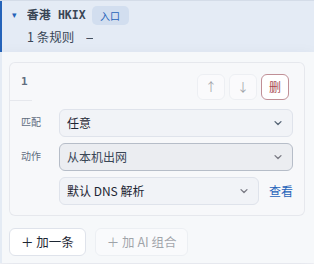 ▾ 香港 HKIX 入口
1 条规则 –
1 ↑ ↓ 删
匹配 任意
动作 从本机出网
默认 DNS 解析 查看
＋ 加一条 ＋ 加 AI 组合